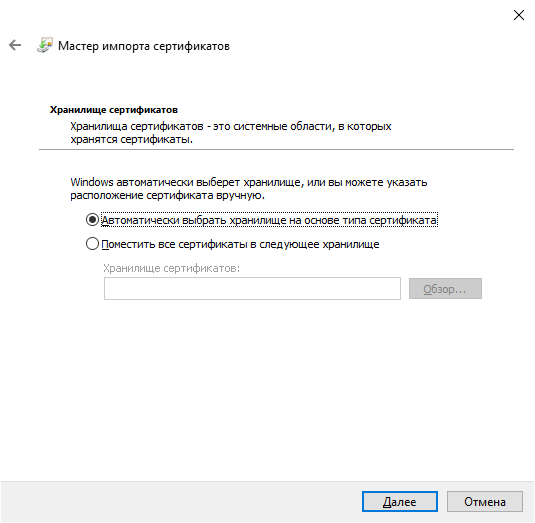 Мастер импорта сертификатов
Хранилище сертификатов
Хранилища сертификатов - это системные области, в которых
хранятся сертификаты.
Windows автоматически выберет хранилище, или вы можете указать
расположение сертификата вручную.
Автоматически выбрать хранилище на основе типа сертификата
Поместить все сертификаты в следующее хранилище
Хранилище сертификатов:
Обзор...
Далее
Отмена